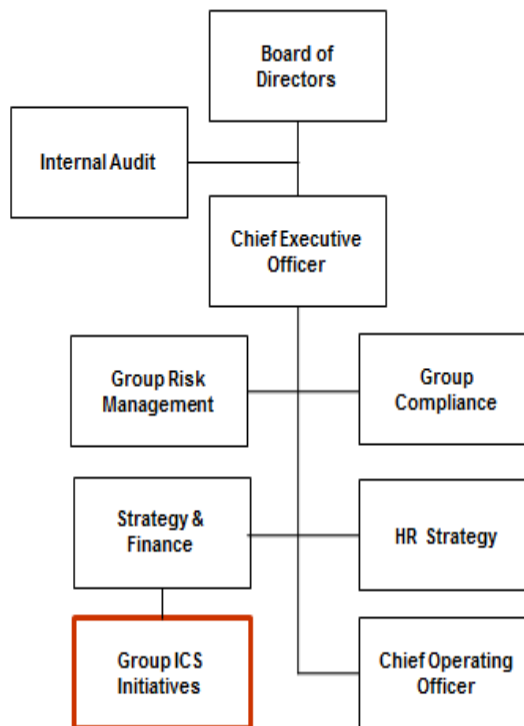 Board of
Directors
Internal Audit
Chief Executive
Officer
Group Risk
Management
Group
Compliance
Strategy &
Finance
HR Strategy
Group ICS
Initiatives
Chief Operating
Officer